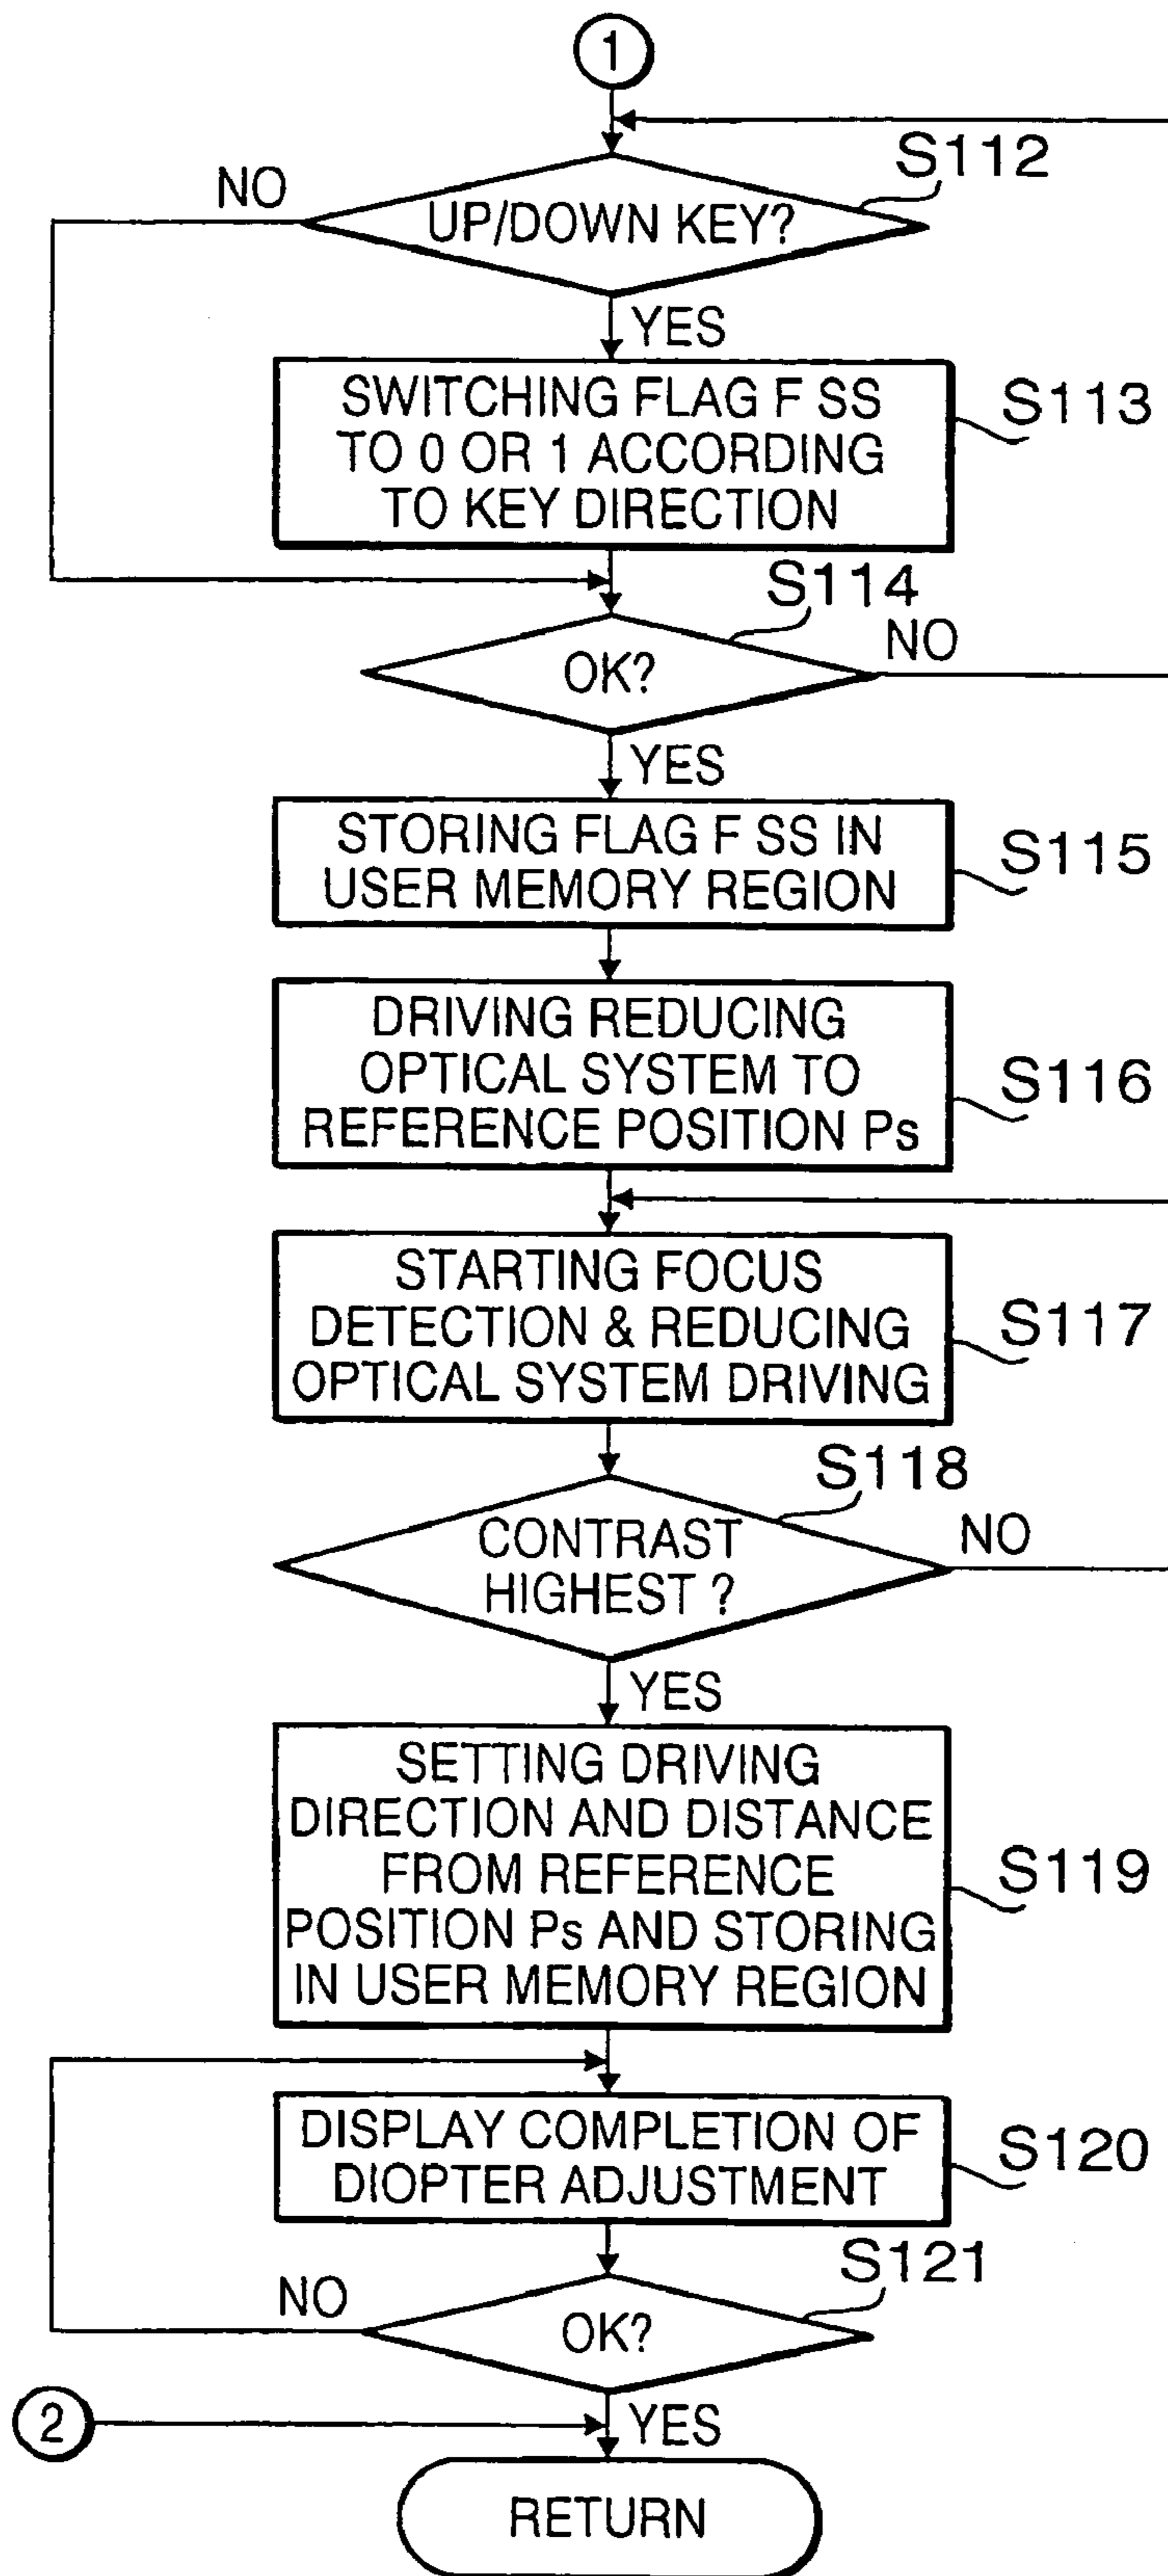 1
S112
NO
UP/DOWN KEY?
YES
SWITCHING FLAG F SS
TO 0 OR 1 ACCORDING
TO KEY DIRECTION
S113
S114
OK?
NO
YES
STORING FLAG F SS IN
USER MEMORY REGION
S115
DRIVING REDUCING
OPTICAL SYSTEM TO
REFERENCE POSITION Ps
S116
STARTING FOCUS
DETECTION & REDUCING
OPTICAL SYSTEM DRIVING
S117
S118
CONTRAST
HIGHEST ?
NO
YES
SETTING DRIVING
DIRECTION AND DISTANCE
FROM REFERENCE
POSITION Ps AND STORING
IN USER MEMORY REGION
S119
DISPLAY COMPLETION OF
DIOPTER ADJUSTMENT
S120
S121
NO
OK?
2
YES
RETURN